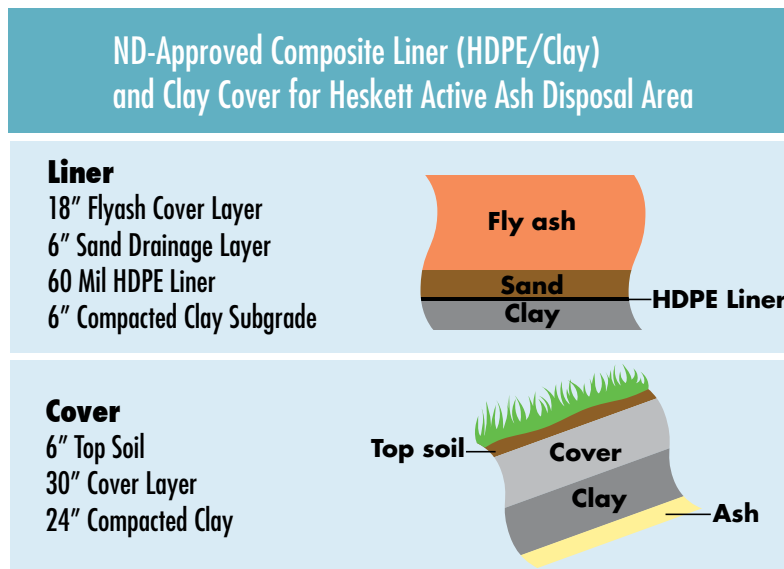 ND-Approved Composite Liner (HDPE/Clay)
and Clay Cover for Heskett Active Ash Disposal Area
Liner
18” Flyash Cover Layer
6” Sand Drainage Layer
60 Mil HDPE Liner
6” Compacted Clay Subgrade
Fly ash
Sand
HDPE Liner
Clay
Cover
6” Top Soil
30” Cover Layer
24” Compacted Clay
Top soil
Cover
Clay
Ash